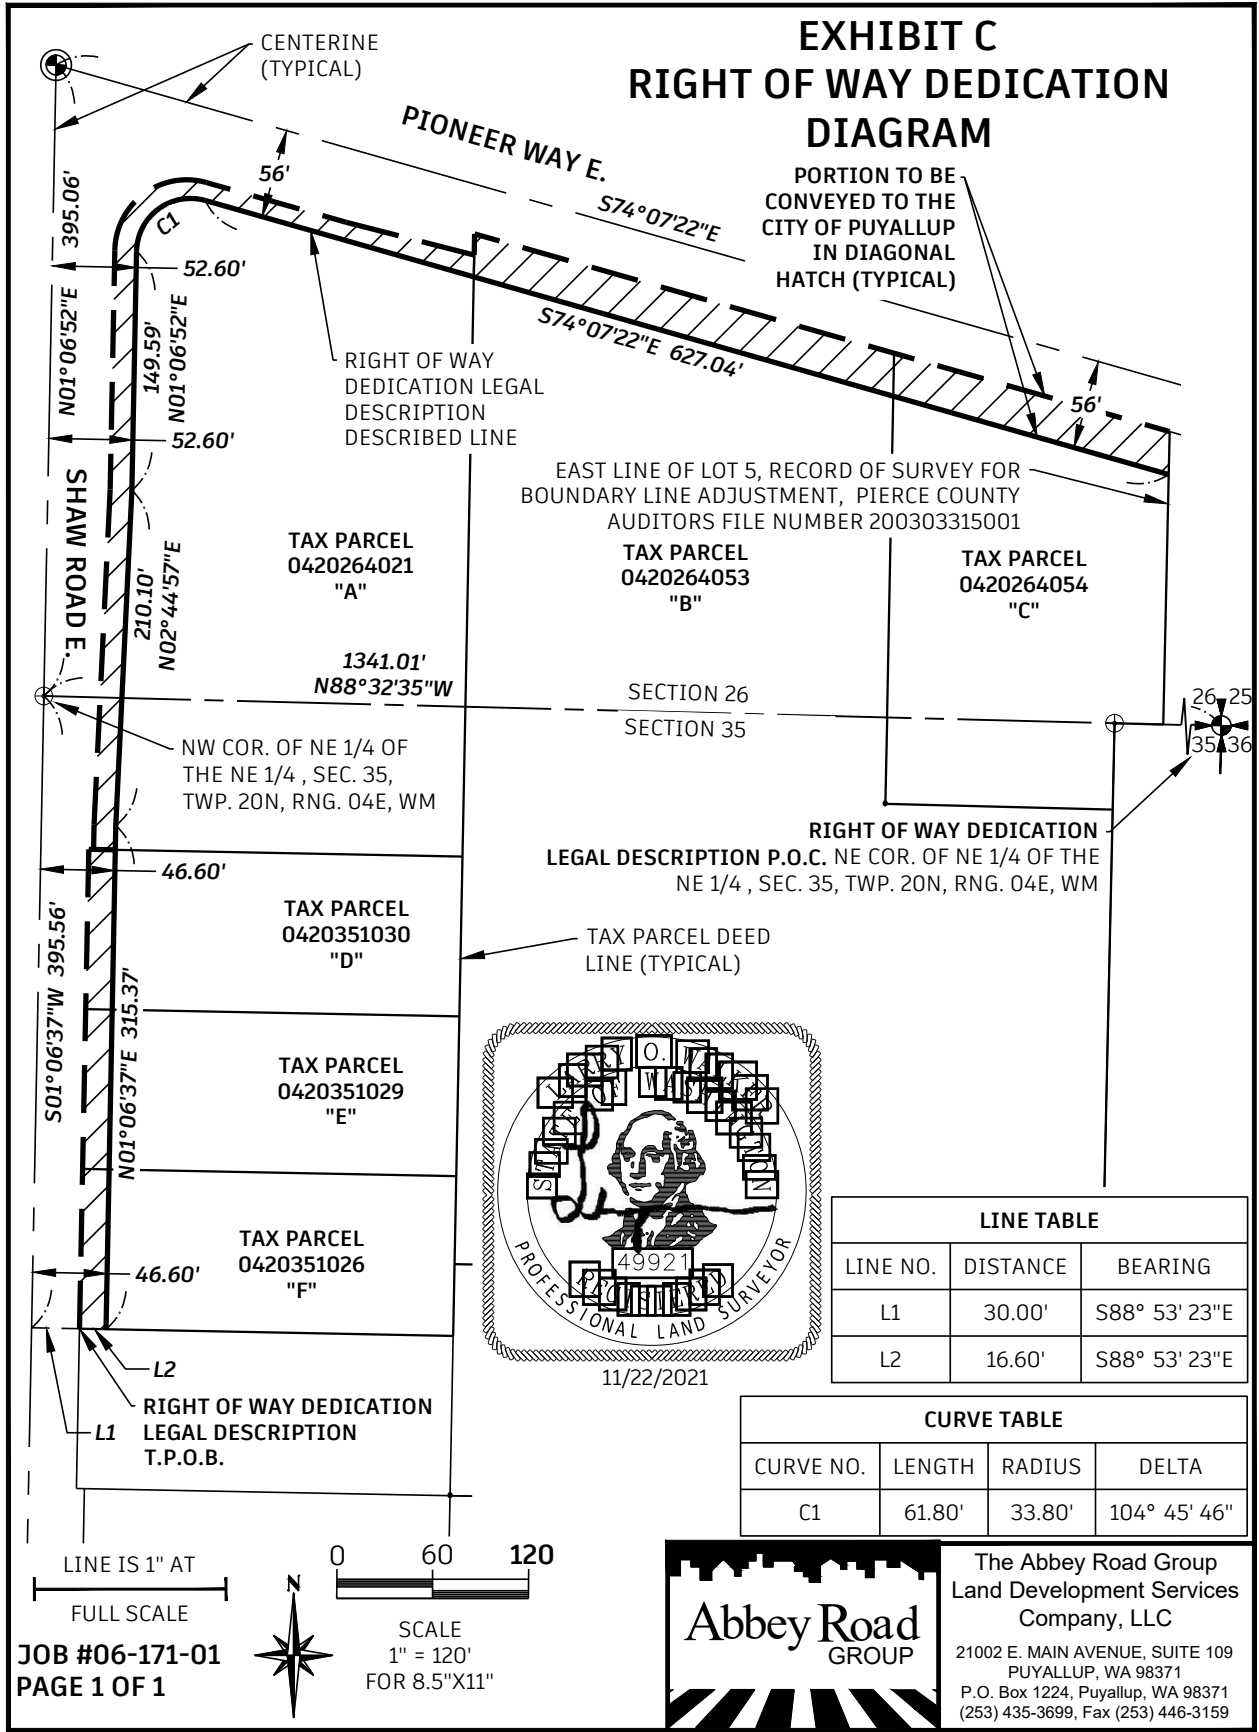 EXHIBIT C
RIGHT OF WAY DEDICATION
DIAGRAM
CENTERINE
(TYPICAL)
PIONEER WAY E.
56'
S74°07'22"E
PORTION TO BE
CONVEYED TO THE
CITY OF PUYALLUP
IN DIAGONAL
HATCH (TYPICAL)
395.06'
N01°06'52"E
C1
52.60'
149.59'
N01°06'52"E
S74°07'22"E 627.04'
56'
RIGHT OF WAY
DEDICATION LEGAL
DESCRIPTION
DESCRIBED LINE
52.60'
EAST LINE OF LOT 5, RECORD OF SURVEY FOR
BOUNDARY LINE ADJUSTMENT, PIERCE COUNTY
AUDITORS FILE NUMBER 200303315001
SHAW ROAD E.
TAX PARCEL
0420264021
"A"
TAX PARCEL
0420264053
"B"
TAX PARCEL
0420264054
"C"
210.10'
N02°44'57"E
1341.01'
N88°32'35"W
SECTION 26
SECTION 35
26 25
35 36
NW COR. OF NE 1/4 OF
THE NE 1/4 , SEC. 35,
TWP. 20N, RNG. 04E, WM
RIGHT OF WAY DEDICATION
LEGAL DESCRIPTION P.O.C. NE COR. OF NE 1/4 OF THE
NE 1/4 , SEC. 35, TWP. 20N, RNG. 04E, WM
46.60'
TAX PARCEL
0420351030
"D"
TAX PARCEL DEED
LINE (TYPICAL)
S01°06'37"W 395.56'
N01°06'37"E 315.37'
TAX PARCEL
0420351029
"E"
TAX PARCEL
0420351026
"F"
46.60'
O.
STATE OF WASHINGTON
49921
REGISTERED
PROFESSIONAL LAND SURVEYOR
11/22/2021
LINE TABLE
LINE NO. DISTANCE BEARING
L1 30.00' S88° 53' 23"E
L2 16.60' S88° 53' 23"E
L2
RIGHT OF WAY DEDICATION
LEGAL DESCRIPTION
T.P.O.B.
L1
CURVE TABLE
CURVE NO. LENGTH RADIUS DELTA
C1 61.80' 33.80' 104° 45' 46"
LINE IS 1" AT
FULL SCALE
0 60 120
N
SCALE
1" = 120'
FOR 8.5"X11"
JOB #06-171-01
PAGE 1 OF 1
Abbey Road
GROUP
The Abbey Road Group
Land Development Services
Company, LLC
21002 E. MAIN AVENUE, SUITE 109
PUYALLUP, WA 98371
P.O. Box 1224, Puyallup, WA 98371
(253) 435-3699, Fax (253) 446-3159